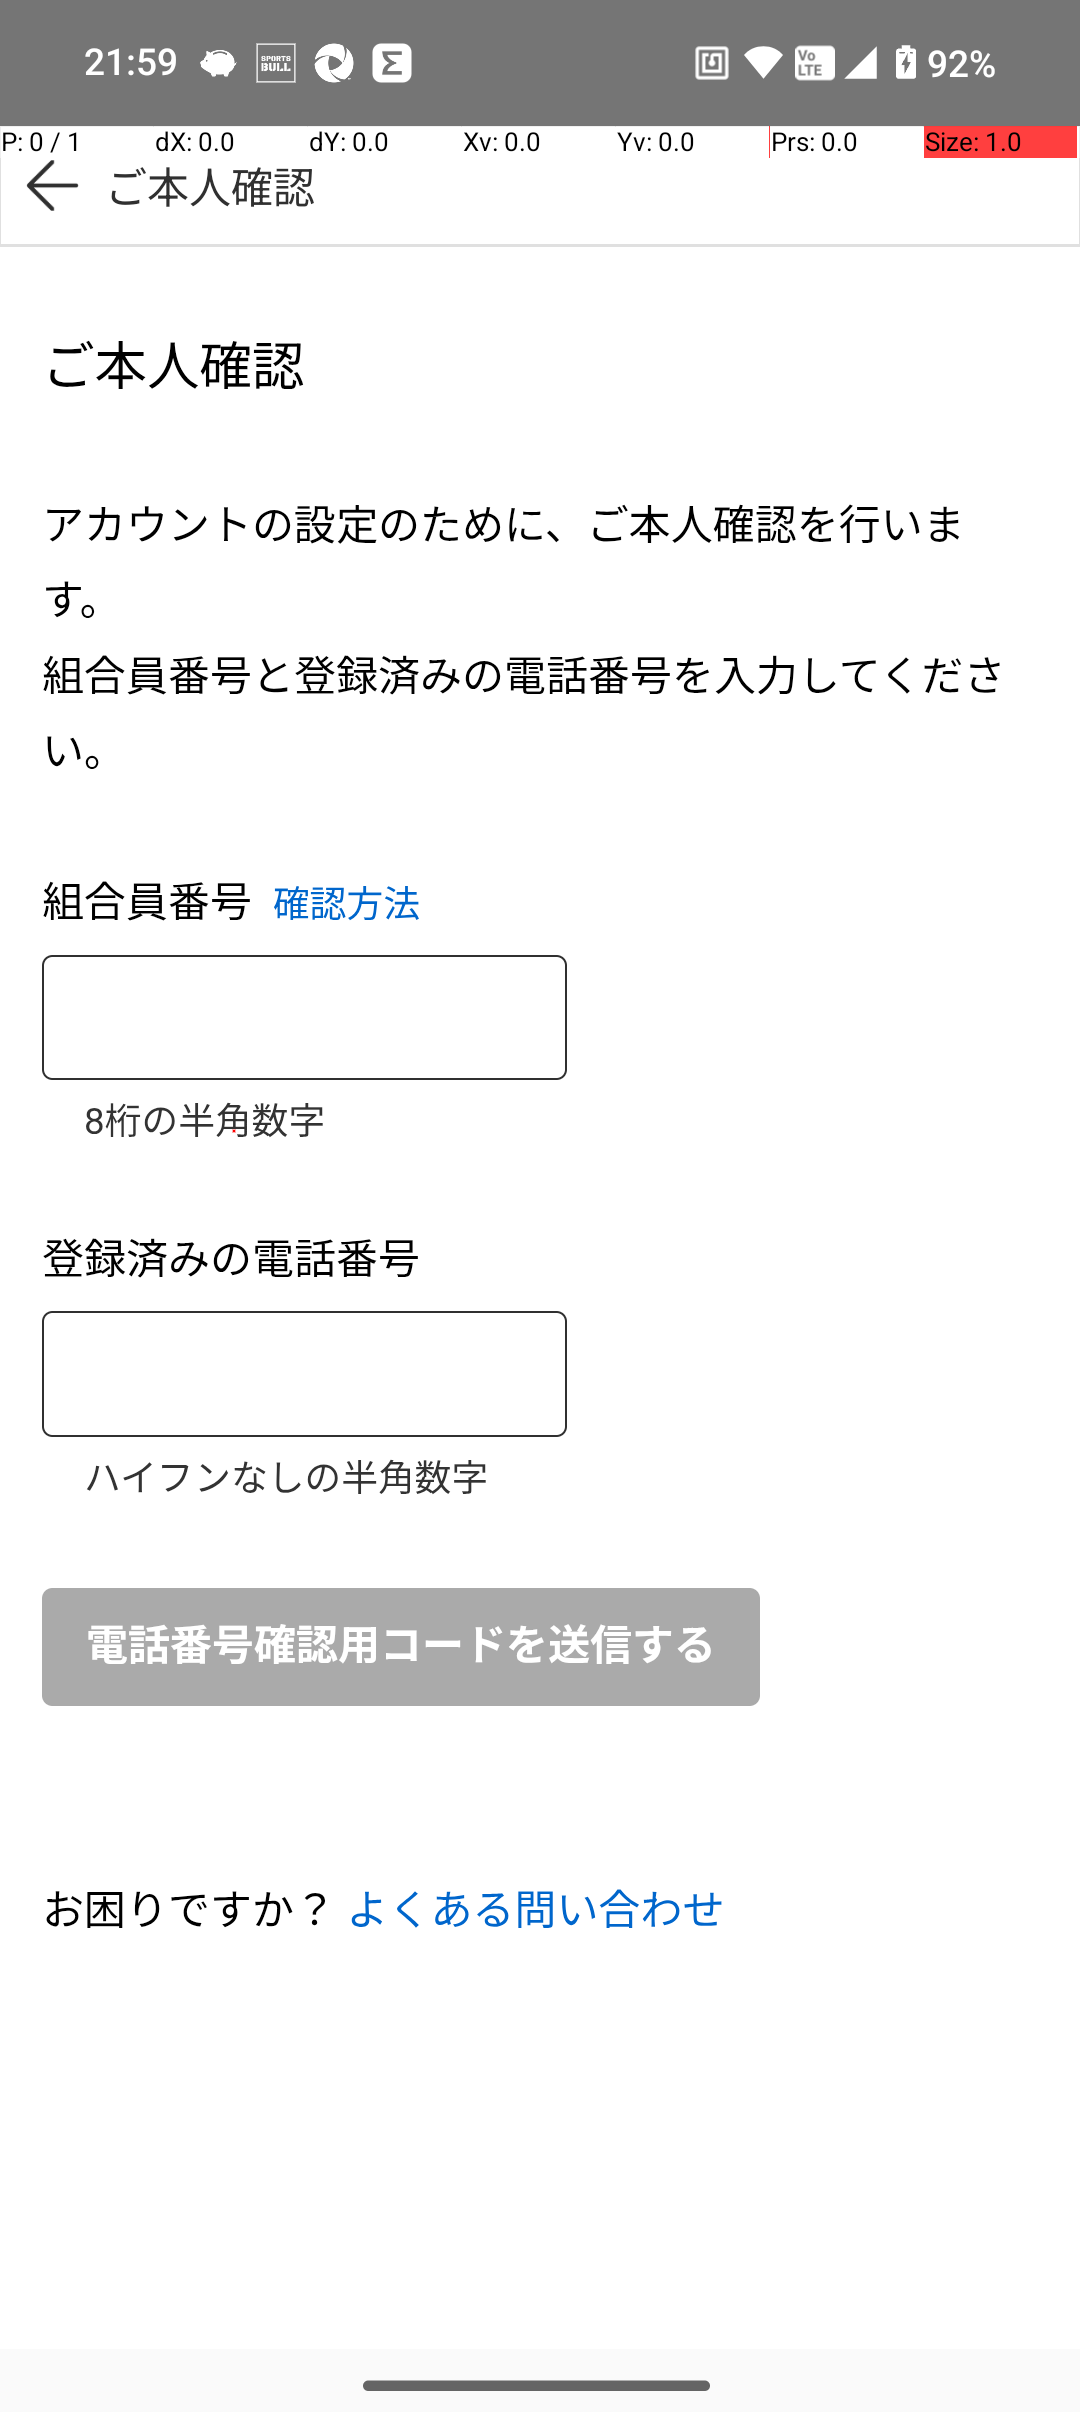 21:59 SPORTS BULL Vo LTE 92%
P: 0 / 1 dX: 0.0 dY: 0.0 Xv: 0.0 Yv: 0.0 Prs: 0.0 Size: 1.0
ご本人確認
ご本人確認
アカウントの設定のために、ご本人確認を行いま
す。
組合員番号と登録済みの電話番号を入力してくださ
い。
組合員番号 確認方法
8桁の半角数字
登録済みの電話番号
ハイフンなしの半角数字
電話番号確認用コードを送信する
お困りですか？ よくある問い合わせ